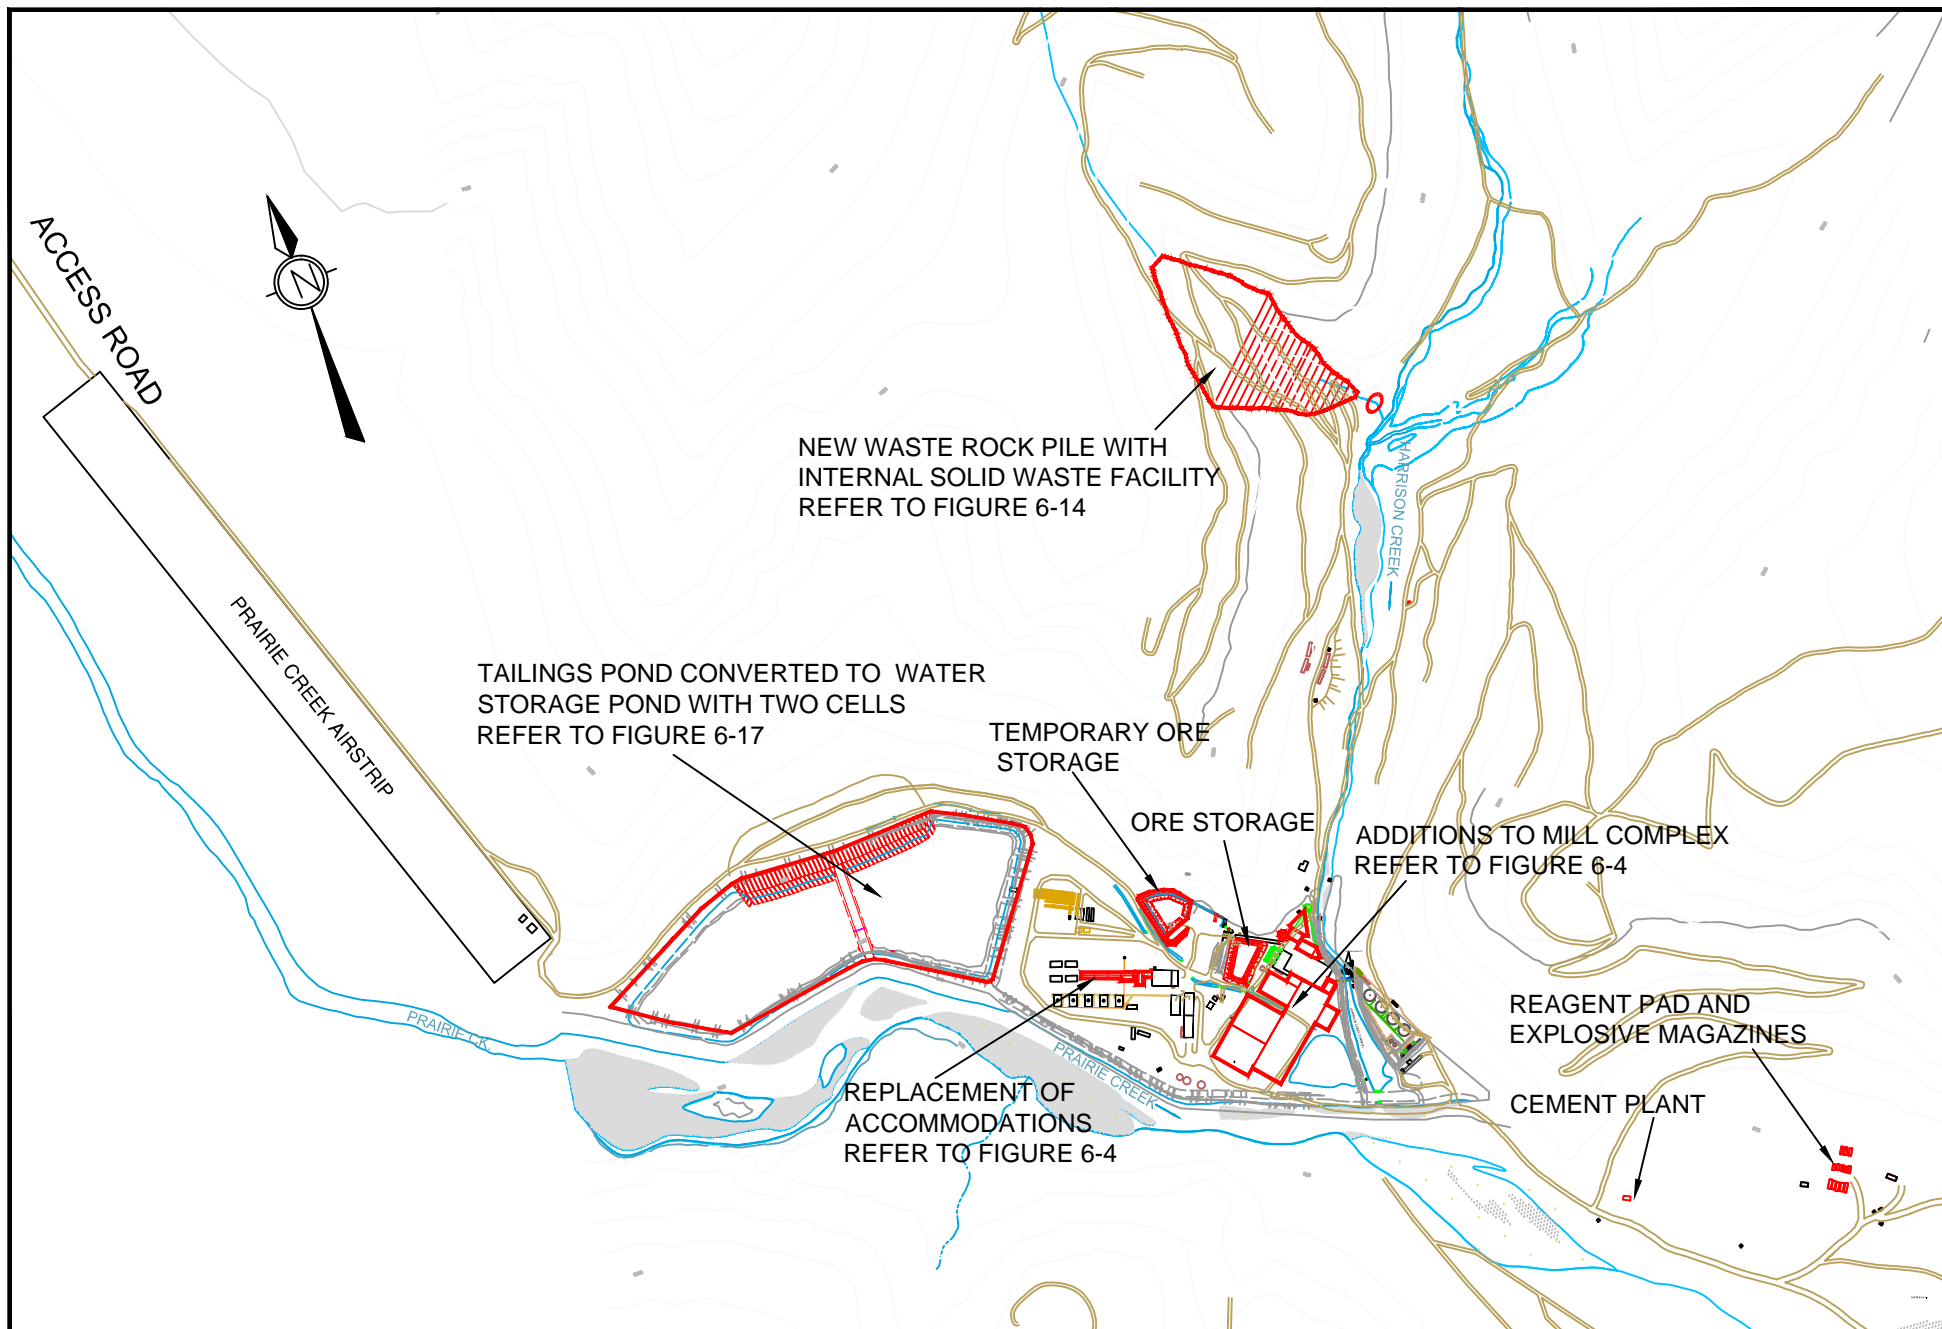 ACCESS ROAD
N
PRAIRIE CREEK AIRSTRIP
NEW WASTE ROCK PILE WITH
INTERNAL SOLID WASTE FACILITY
REFER TO FIGURE 6-14
HARRISON CREEK
TAILINGS POND CONVERTED TO WATER
STORAGE POND WITH TWO CELLS
REFER TO FIGURE 6-17
TEMPORARY ORE
STORAGE
ORE STORAGE
ADDITIONS TO MILL COMPLEX
REFER TO FIGURE 6-4
PRAIRIE CK.
PRAIRIE CREEK
REPLACEMENT OF
ACCOMMODATIONS
REFER TO FIGURE 6-4
REAGENT PAD AND
EXPLOSIVE MAGAZINES
CEMENT PLANT